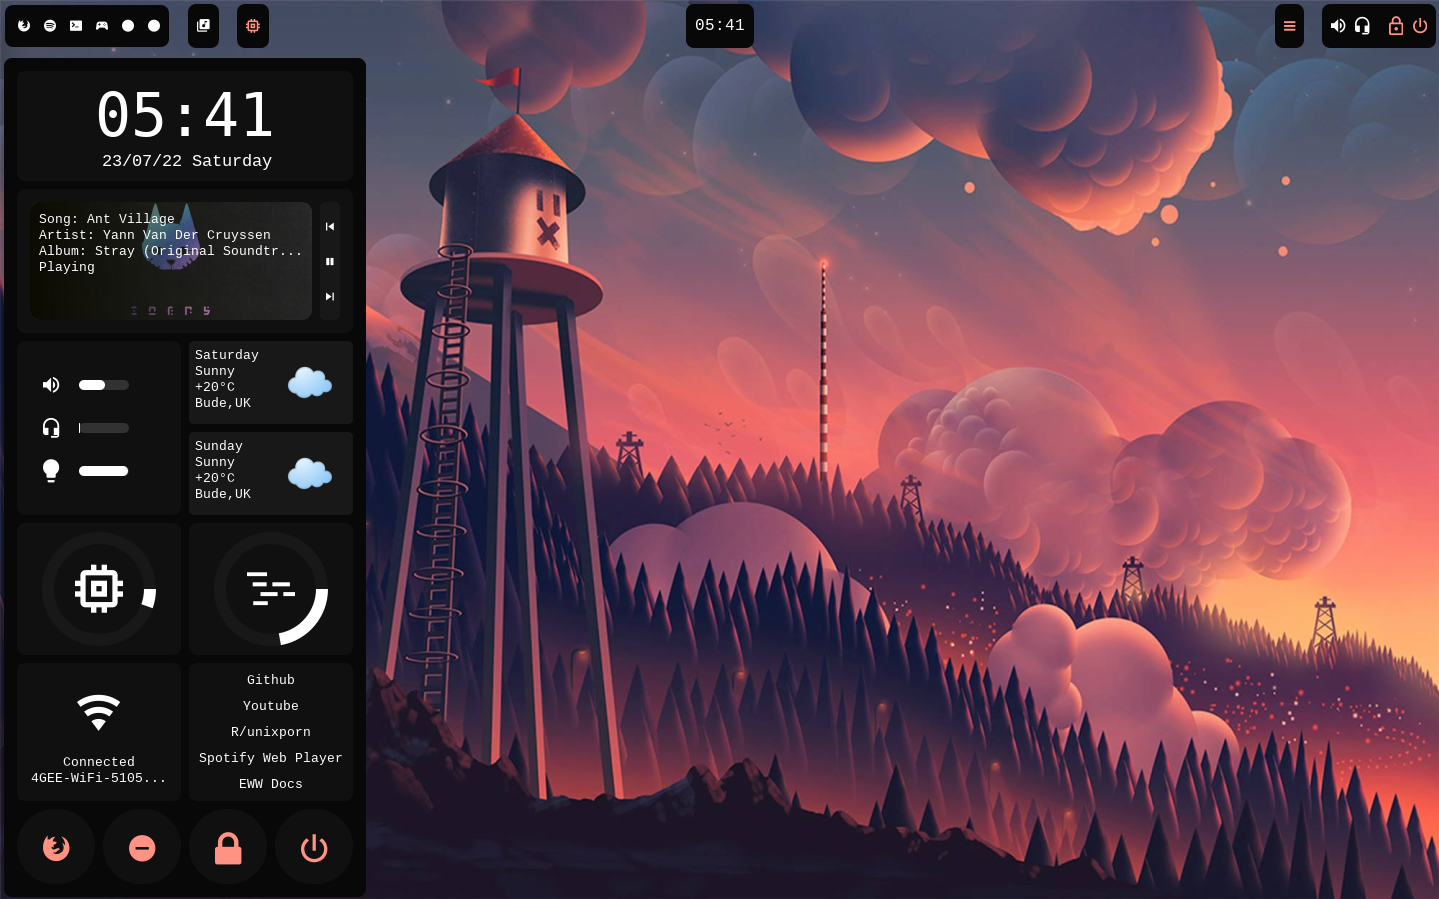 05:41
05:41
23/07/22 Saturday
Song: Ant Village
Artist: Yann Van Der Cruyssen
Album: Stray (Original Soundtr...
Playing
Saturday
Sunny
+20°C
Bude,UK
Sunday
Sunny
+20°C
Bude,UK
Connected
4GEE-WiFi-5105...
Github
Youtube
R/unixporn
Spotify Web Player
EWW Docs